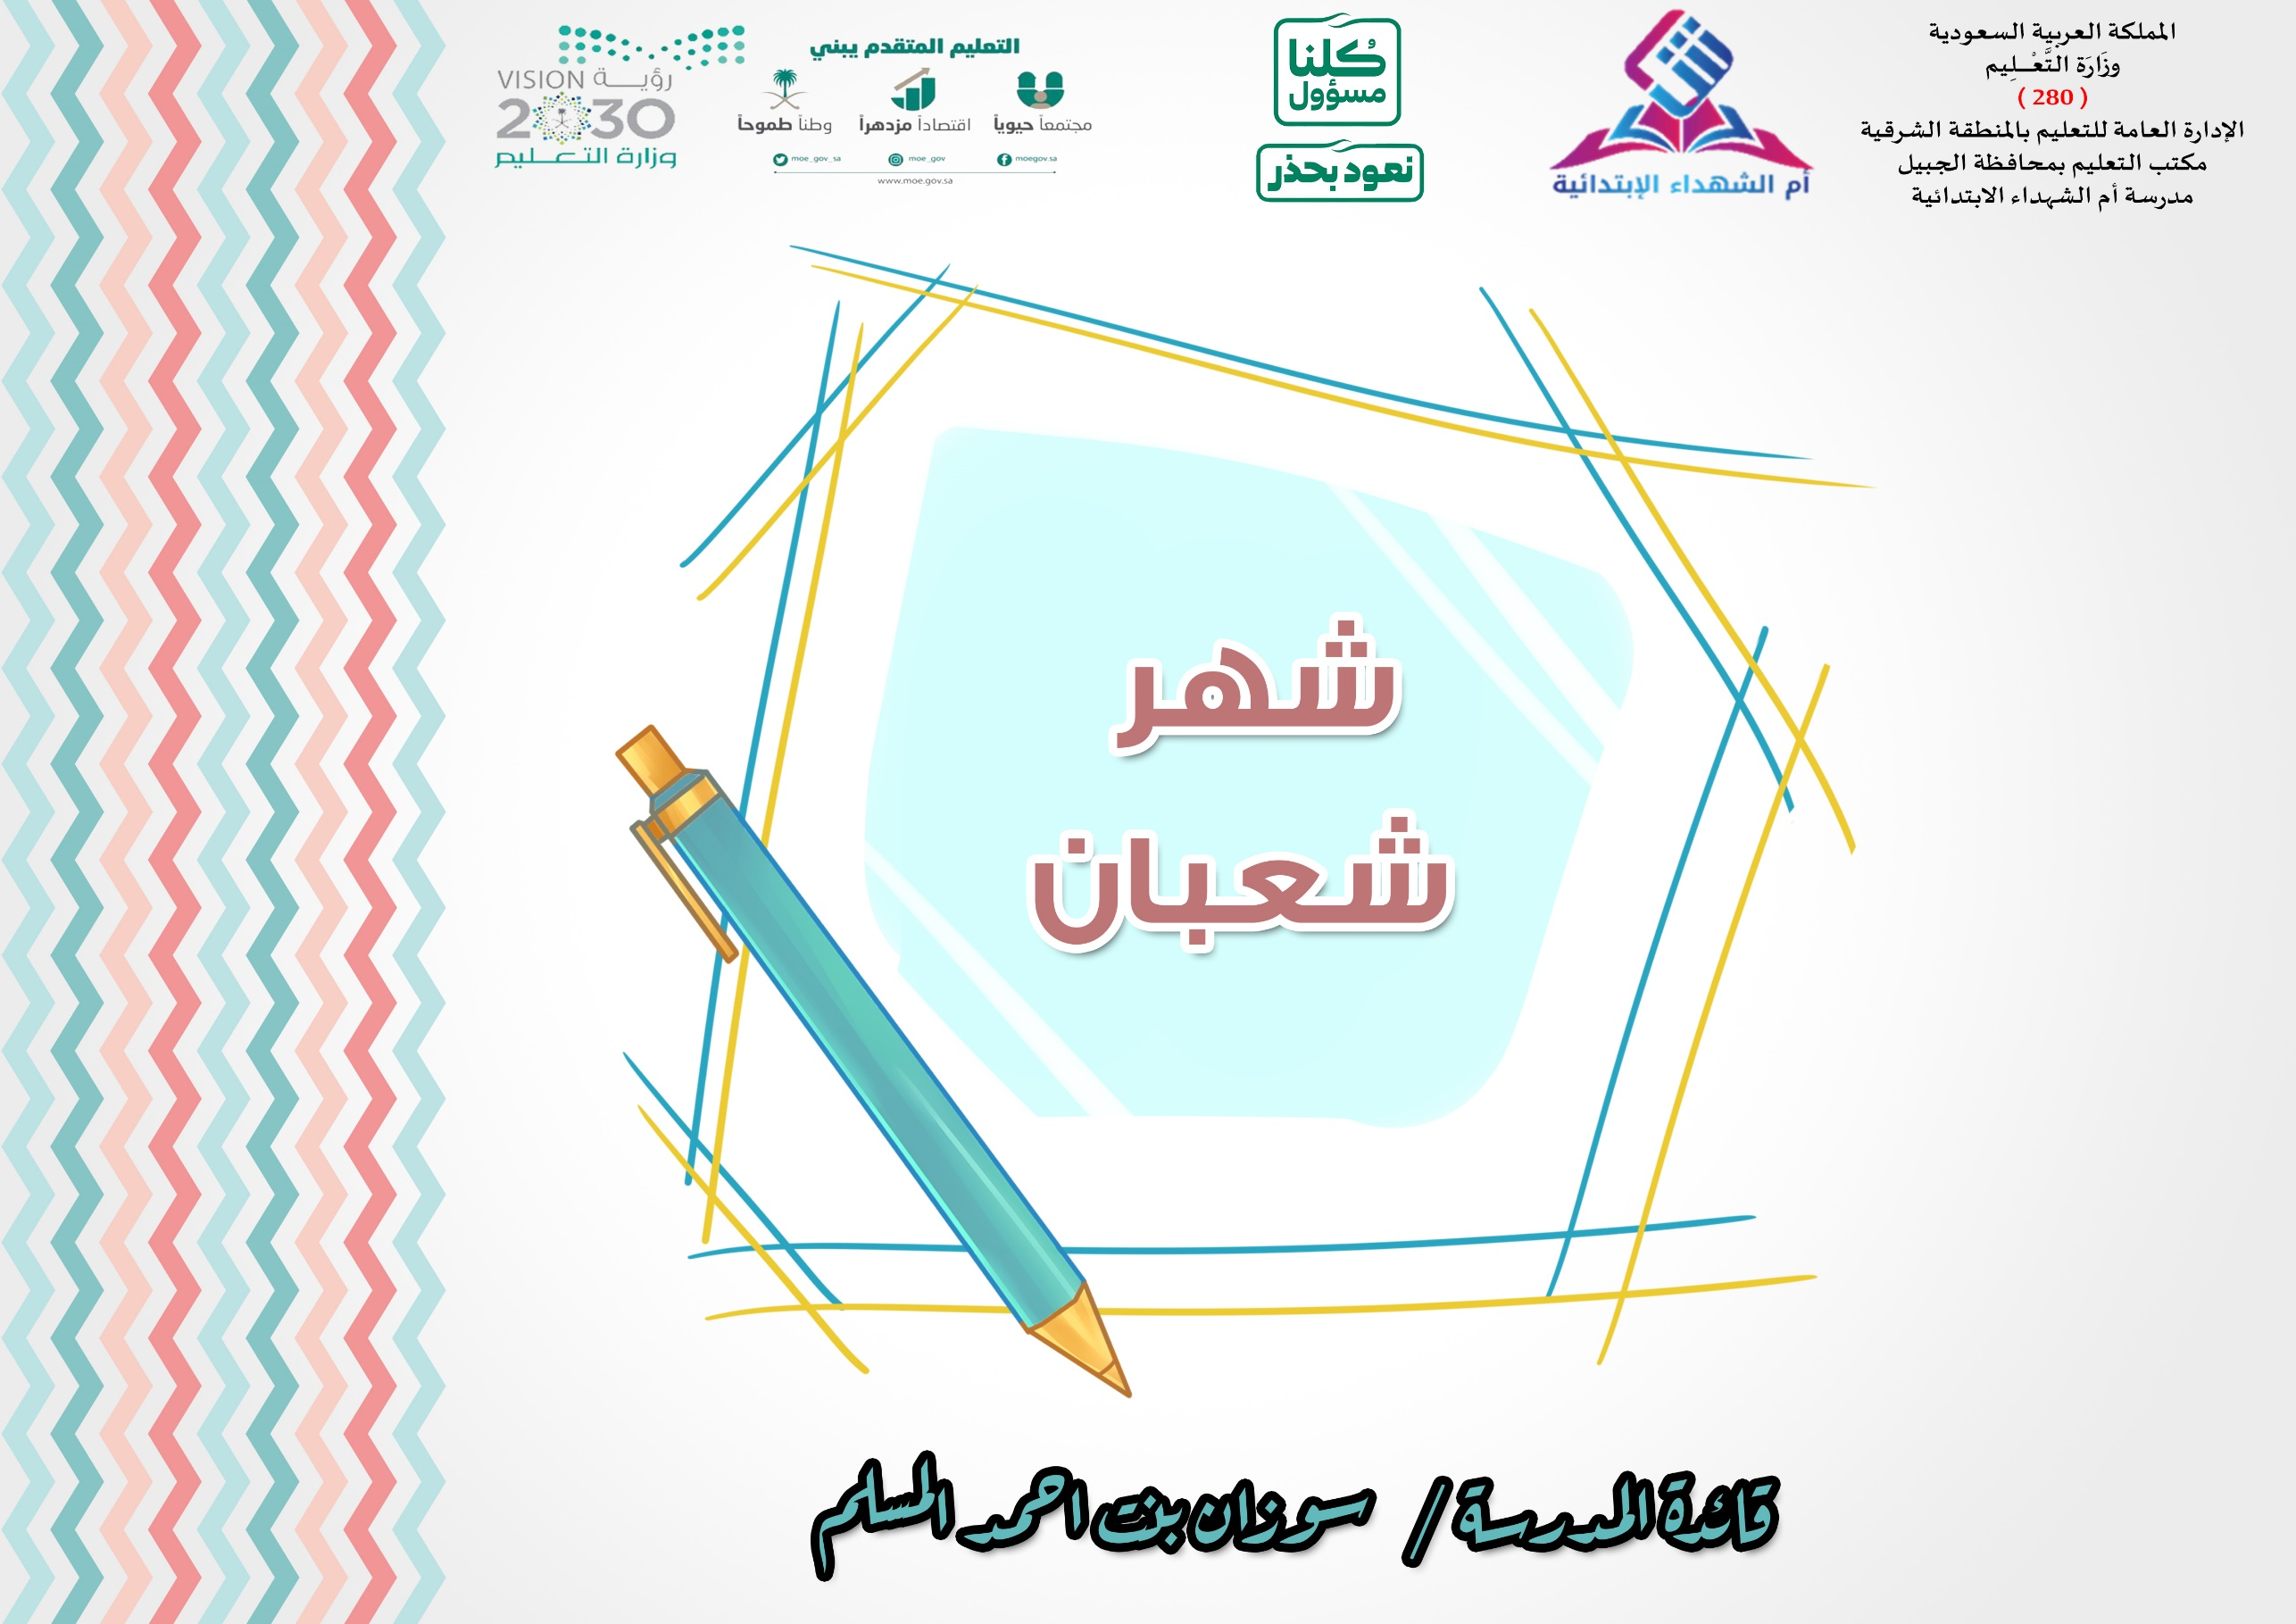 المملكة العربية السعودية
وزَارَة التَّعْـــلِيم
( 280 )
الإدارة العامة للتعليم بالمنطقة الشرقية
مكتب التعليم بمحافظة الجبيل
مدرسة أم الشهداء الابتدائية
أم الشهداء الإبتدائية
كُلنا
مسؤول
نعود بحذر
التعليم المتقدم يبني
مجتمعاً حيوياً
اقتصاداً مزدهراً
وطناً طموحاً
moegov.sa
moe_gov
moe_gov_sa
www.moe.gov.sa
VISION رؤيـــة
2030
وزارة التعـــليم
شهر
شعبان
قائدة المدرسة / سوزان بنت احمد المسلم